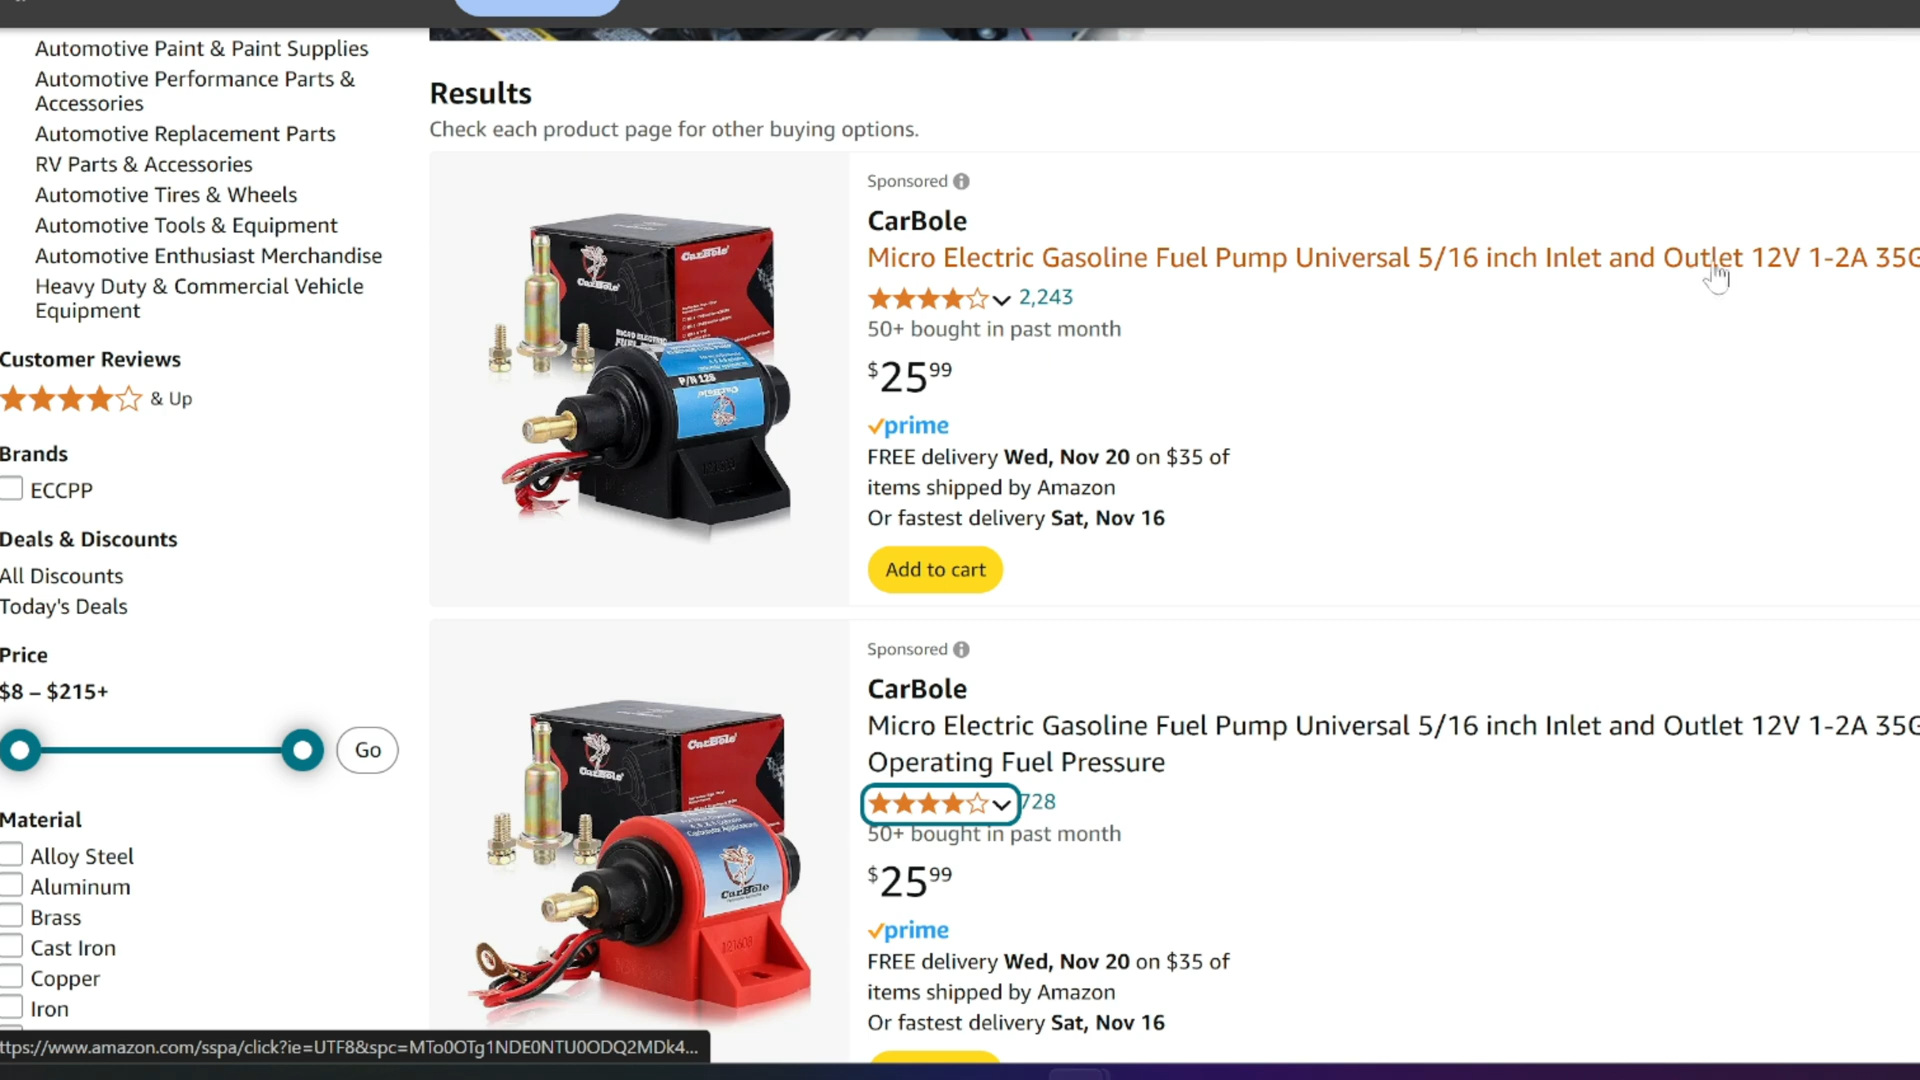 Automotive Paint & Paint Supplies
Automotive Performance Parts &
Accessories
Automotive Replacement Parts
RV Parts & Accessories
Automotive Tires & Wheels
Automotive Tools & Equipment
Automotive Enthusiast Merchandise
Heavy Duty & Commercial Vehicle
Equipment
Customer Reviews
& Up
Brands
ECCPP
Deals & Discounts
All Discounts
Today's Deals
Price
$8 – $215+
Go
Material
Alloy Steel
Aluminum
Brass
Cast Iron
Copper
Iron
Results
Check each product page for other buying options.
CarBole
CarBole
MICRO ELECTRIC
P/N 12S
Sponsored
CarBole
Micro Electric Gasoline Fuel Pump Universal 5/16 inch Inlet and Outlet 12V 1-2A 35G
2,243
50+ bought in past month
$25 99
prime
FREE delivery Wed, Nov 20 on $35 of
items shipped by Amazon
Or fastest delivery Sat, Nov 16
Add to cart
CarBole
CarBole
CarBole
Sponsored
CarBole
Micro Electric Gasoline Fuel Pump Universal 5/16 inch Inlet and Outlet 12V 1-2A 35G
Operating Fuel Pressure
728
50+ bought in past month
$25 99
prime
FREE delivery Wed, Nov 20 on $35 of
items shipped by Amazon
Or fastest delivery Sat, Nov 16
ttps://www.amazon.com/sspa/click?ie=UTF8&spc=MTo0OTg1NDE0NTU0ODQ2MDk4...